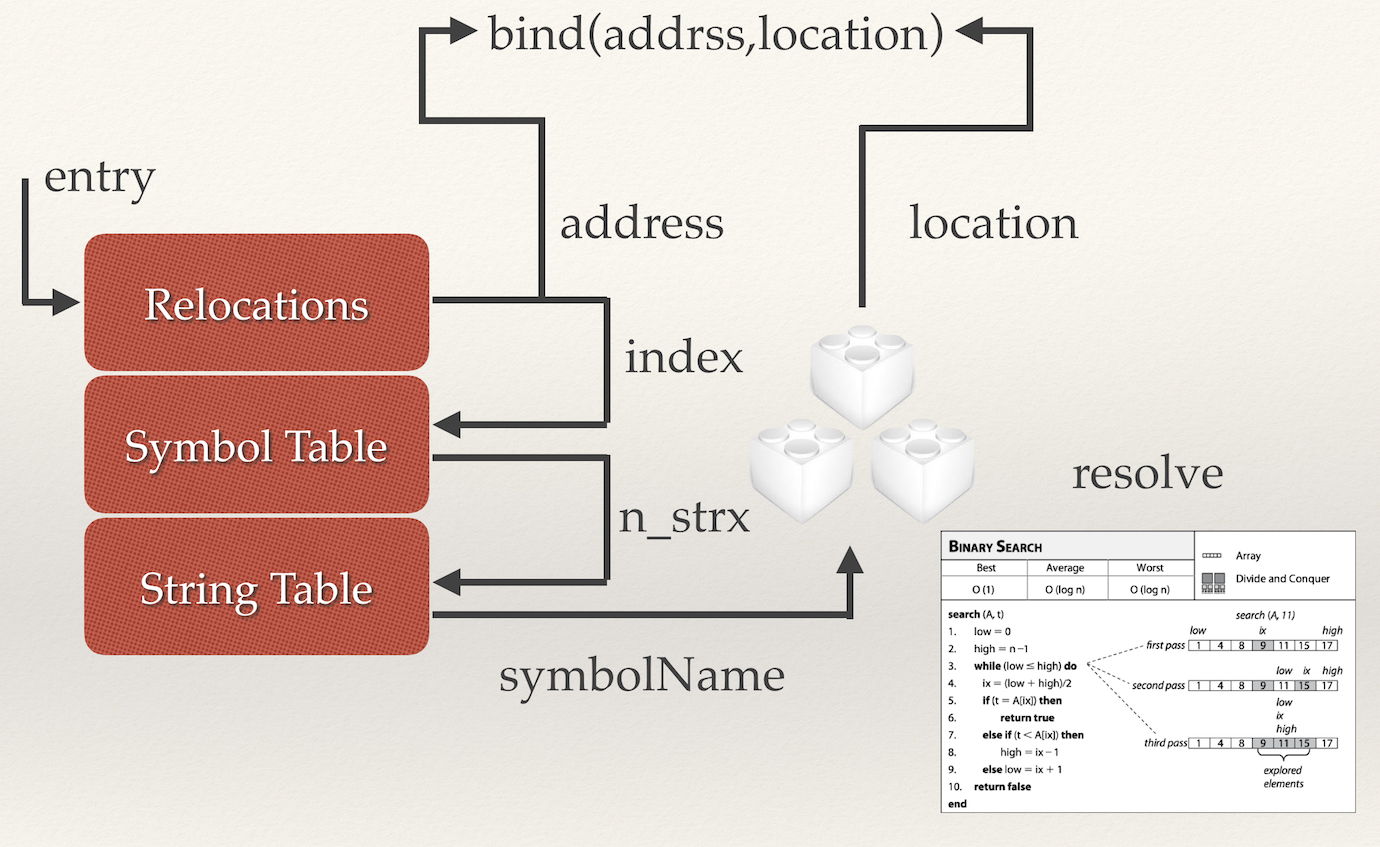 bind(addrss,location)
entry
address
location
Relocations
index
Symbol Table
resolve
n_strx
String Table
symbolName
BINARY SEARCH
Best Average Worst
O (1) O (log n) O (log n)
Array
Divide and Conquer
search (A, t)
1. low = 0
2. high = n−1
3. while (low ≤ high) do
4. ix = (low + high)/2
5. if (t = A[ix]) then
6. return true
7. else if (t < A[ix]) then
8. high = ix − 1
9. else low = ix + 1
10. return false
end
search (A, 11)
low ix high
first pass 1 4 8 9 11 15 17
low ix high
second pass 1 4 8 9 11 15 17
low
ix
high
third pass 1 4 8 9 11 15 17
explored
elements